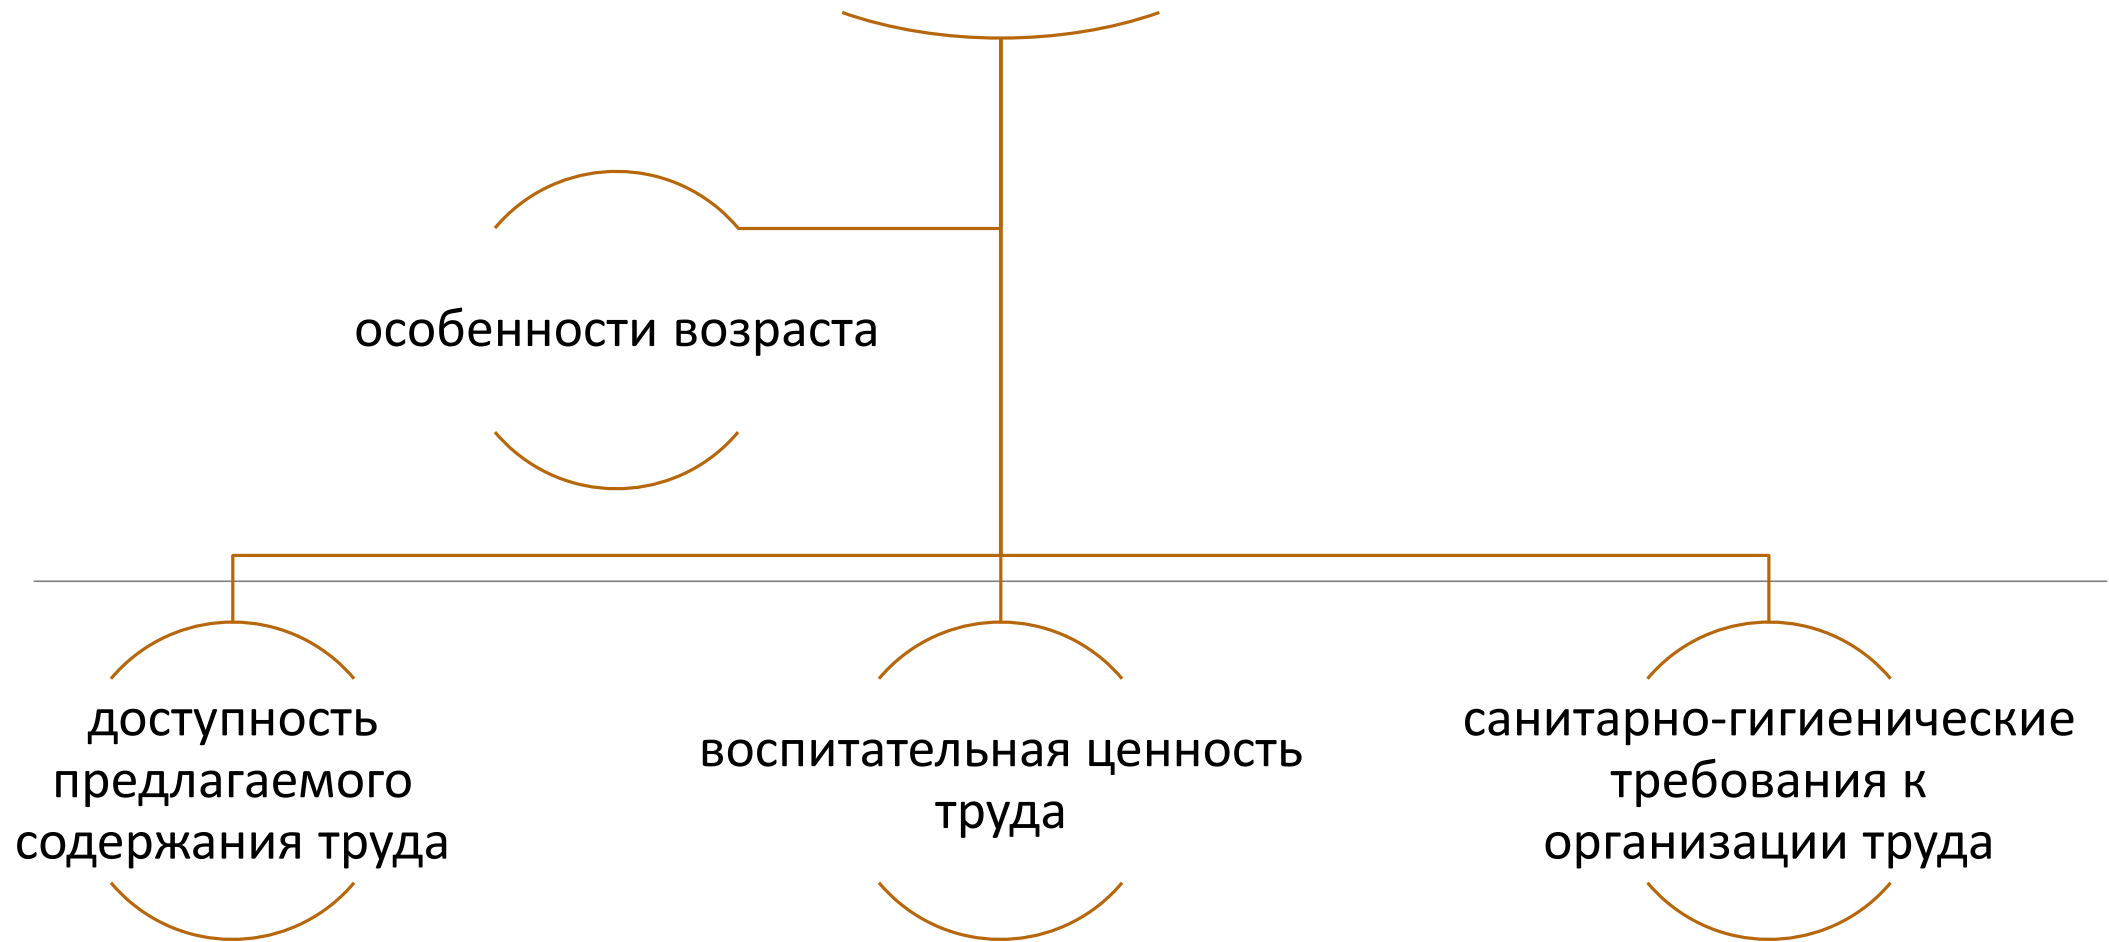 особенности возраста
доступность
предлагаемого
содержания труда
воспитательная ценность
труда
санитарно-гигиенические
требования к
организации труда